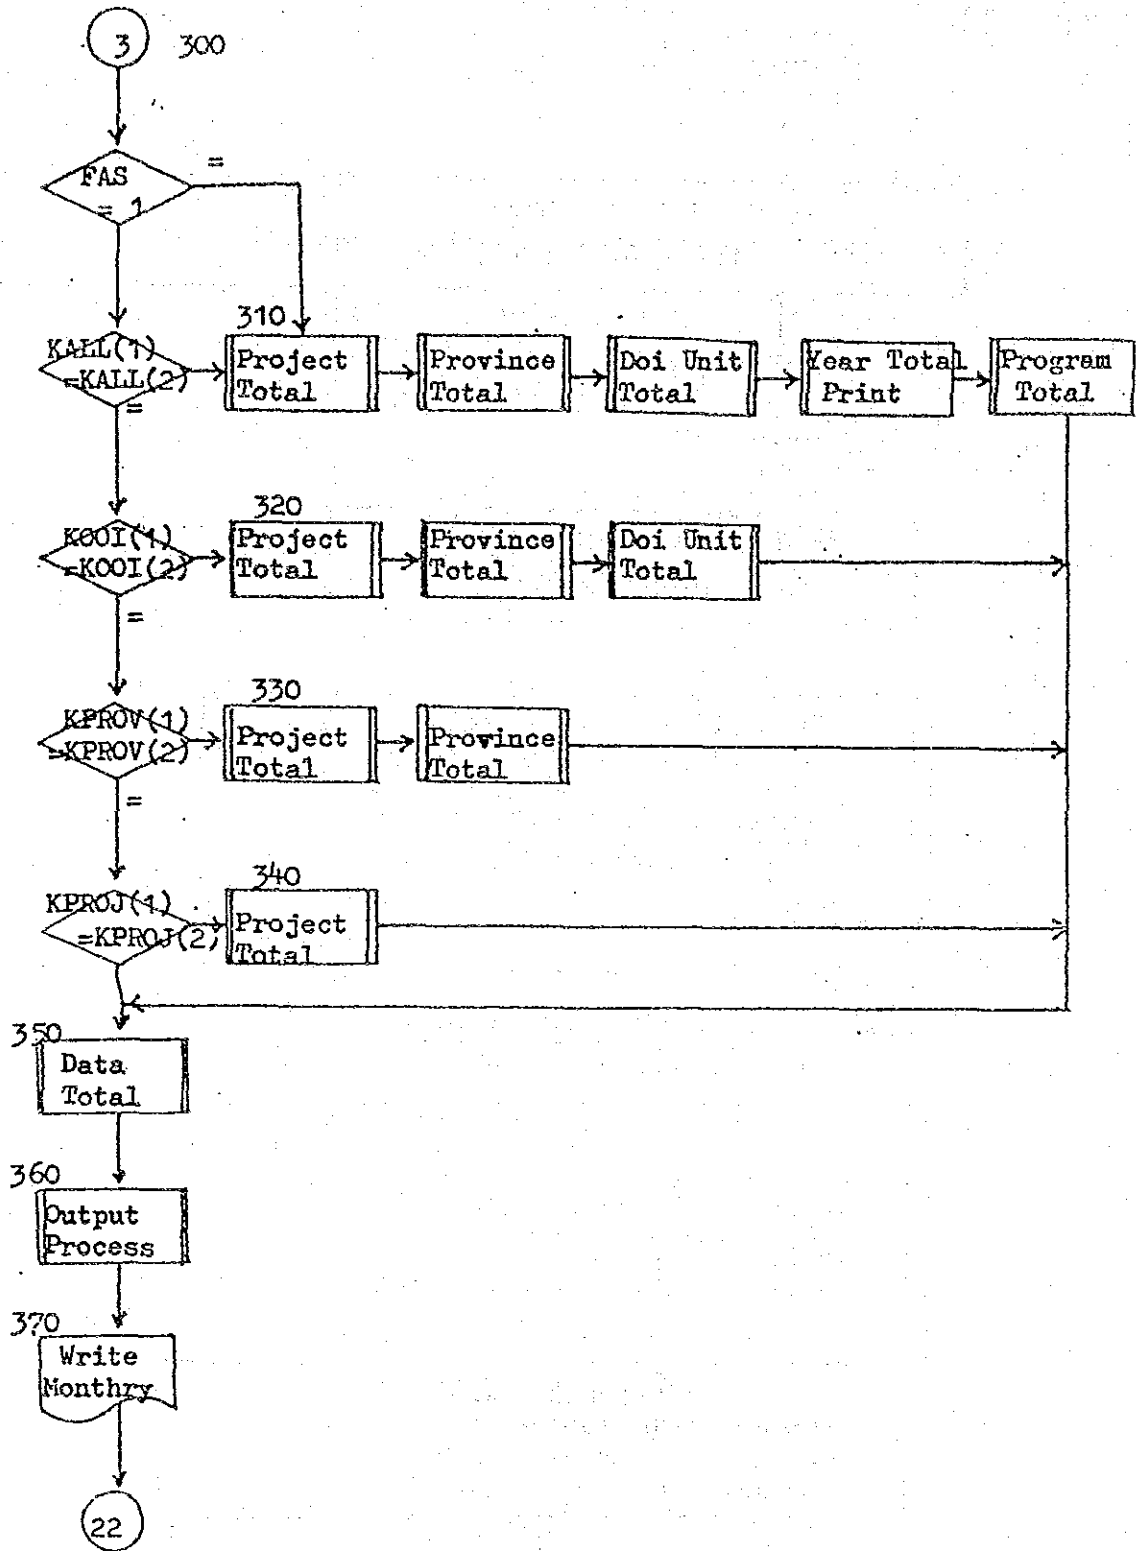 3 300
FAS
= 1
=
KALL(1)
=KALL(2)
=
310
Project
Total
Province
Total
Doi Unit
Total
Year Total
Print
Program
Total
KOOI(1)
=KOOI(2)
=
320
Project
Total
Province
Total
Doi Unit
Total
KPROV(1)
=KPROV(2)
=
330
Project
Total
Province
Total
KPROJ(1)
=KPROJ(2)
340
Project
Total
350
Data
Total
360
Output
Process
370
Write
Monthry
22